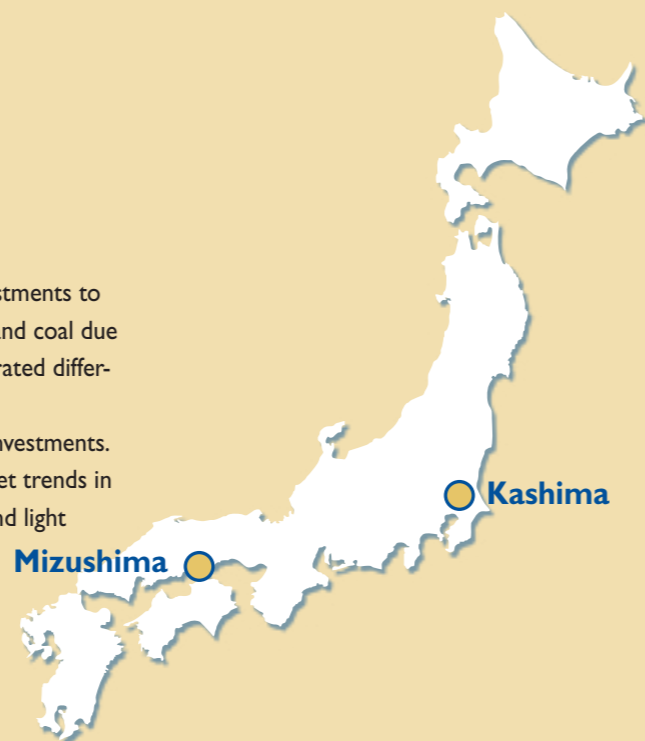 stments to
and coal due
rated differ-
nvestments.
et trends in
nd light
Kashima
Mizushima